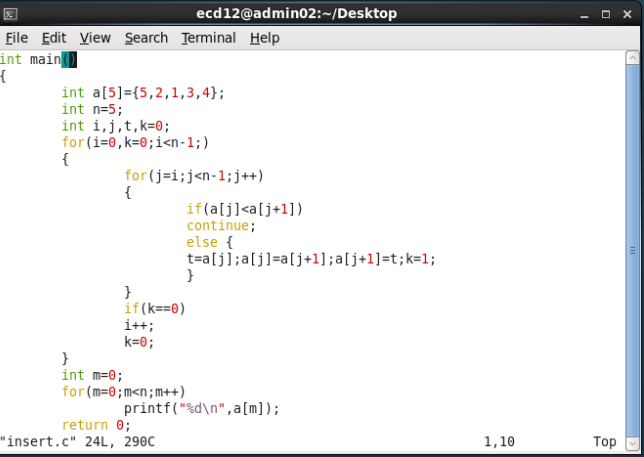 ecd12@admin02:~/Desktop
File Edit View Search Terminal Help
int main()
{
int a[5]={5,2,1,3,4};
int n=5;
int i,j,t,k=0;
for(i=0,k=0;i<n-1;)
{
for(j=i;j<n-1;j++)
{
if(a[j]<a[j+1])
continue;
else {
t=a[j];a[j]=a[j+1];a[j+1]=t;k=1;
}
}
if(k==0)
i++;
k=0;
}
int m=0;
for(m=0;m<n;m++)
printf("%d\n",a[m]);
return 0;
"insert.c" 24L, 290C 1,10 Top